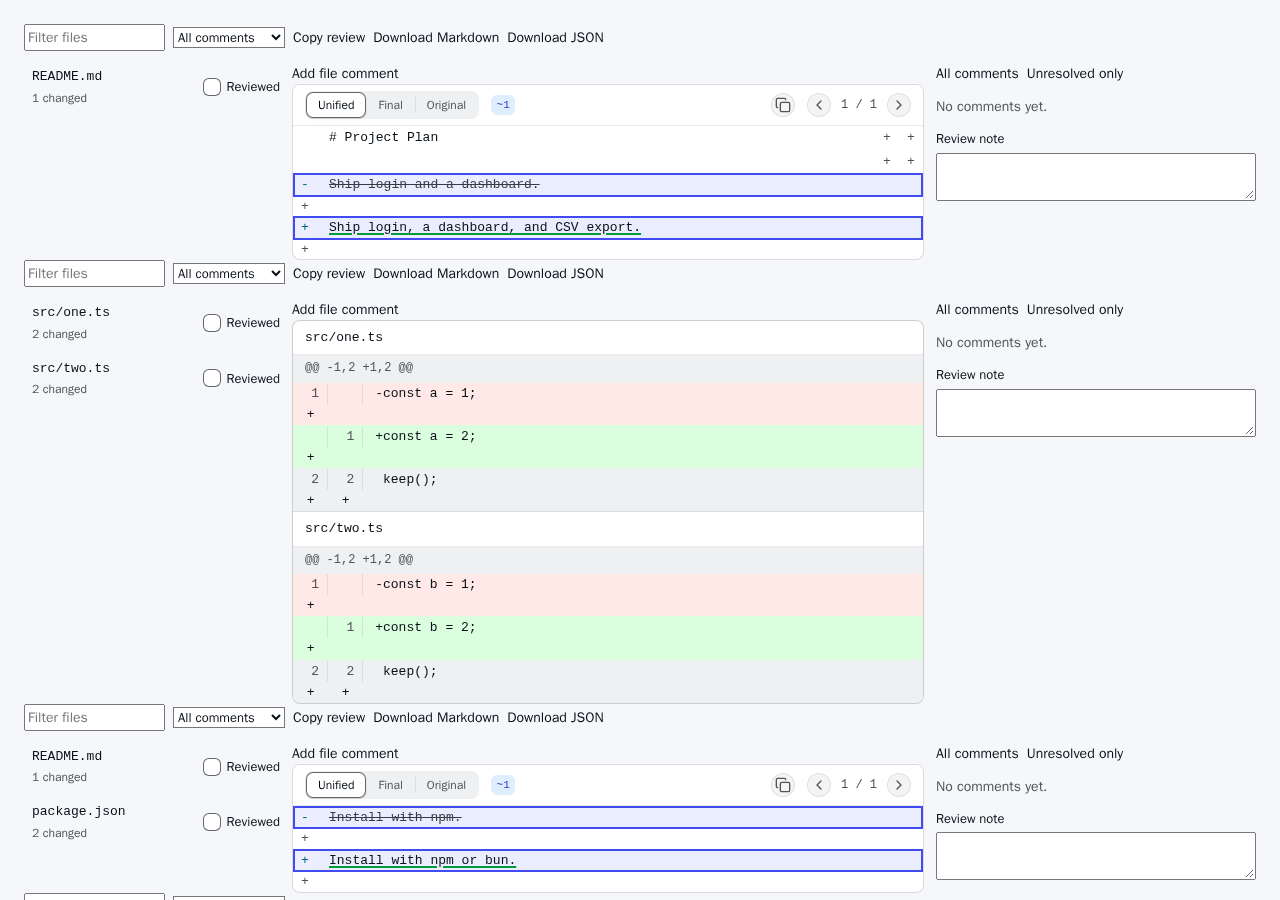 Filter files All comments Copy review Download Markdown Download JSON
README.md
1 changed
Reviewed
Add file comment
Unified Final Original ~1 1 / 1
# Project Plan + +
+ +
- Ship login and a dashboard.
+
+ Ship login, a dashboard, and CSV export.
+
All comments Unresolved only
No comments yet.
Review note
Filter files All comments Copy review Download Markdown Download JSON
src/one.ts
2 changed
Reviewed
src/two.ts
2 changed
Reviewed
Add file comment
src/one.ts
@@ -1,2 +1,2 @@
1 -const a = 1;
+
1 +const a = 2;
+
2 2 keep();
+ +
src/two.ts
@@ -1,2 +1,2 @@
1 -const b = 1;
+
1 +const b = 2;
+
2 2 keep();
+ +
All comments Unresolved only
No comments yet.
Review note
Filter files All comments Copy review Download Markdown Download JSON
README.md
1 changed
Reviewed
package.json
2 changed
Reviewed
Add file comment
Unified Final Original ~1 1 / 1
- Install with npm.
+
+ Install with npm or bun.
+
All comments Unresolved only
No comments yet.
Review note